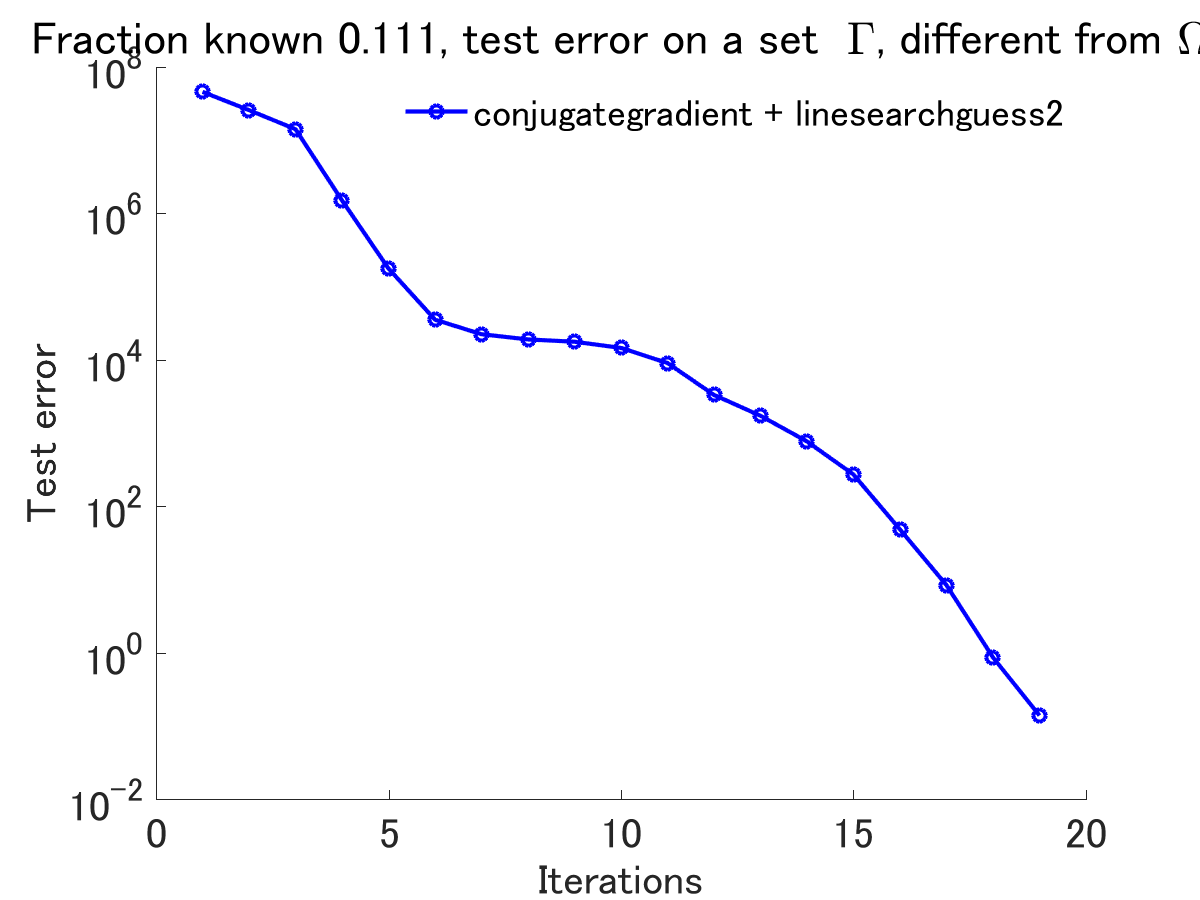 Fraction known 0.111, test error on a set Γ, different from Ω
10^8
conjugategradient + linesearchguess2
10^6
10^4
Test error
10^2
10^0
10^−2
0 5 10 15 20
Iterations